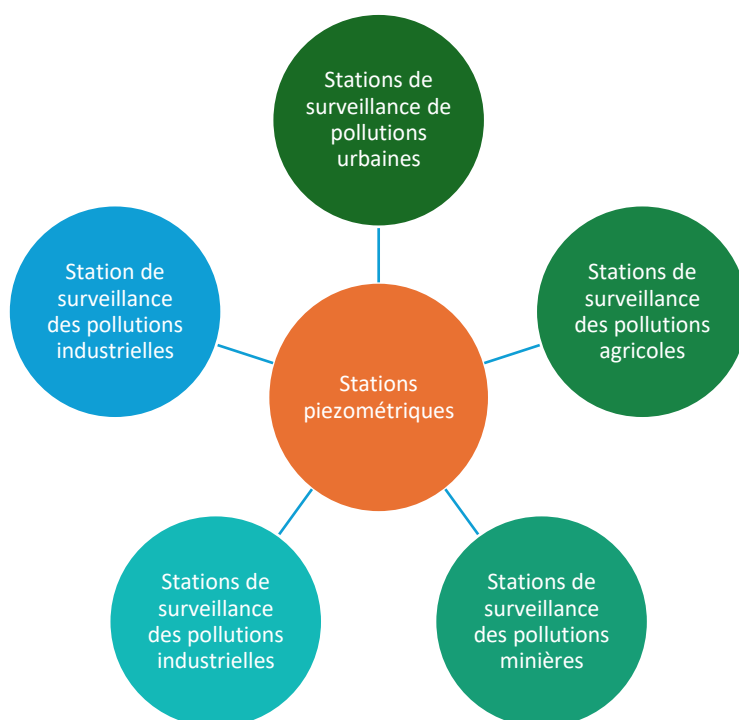 Stations de
surveillance de
pollutions
urbaines
Station de
surveillance
des pollutions
industrielles
Stations de
surveillance
des pollutions
agricoles
Stations
piezométriques
Stations de
surveillance
des pollutions
industrielles
Stations de
surveillance
des pollutions
minières